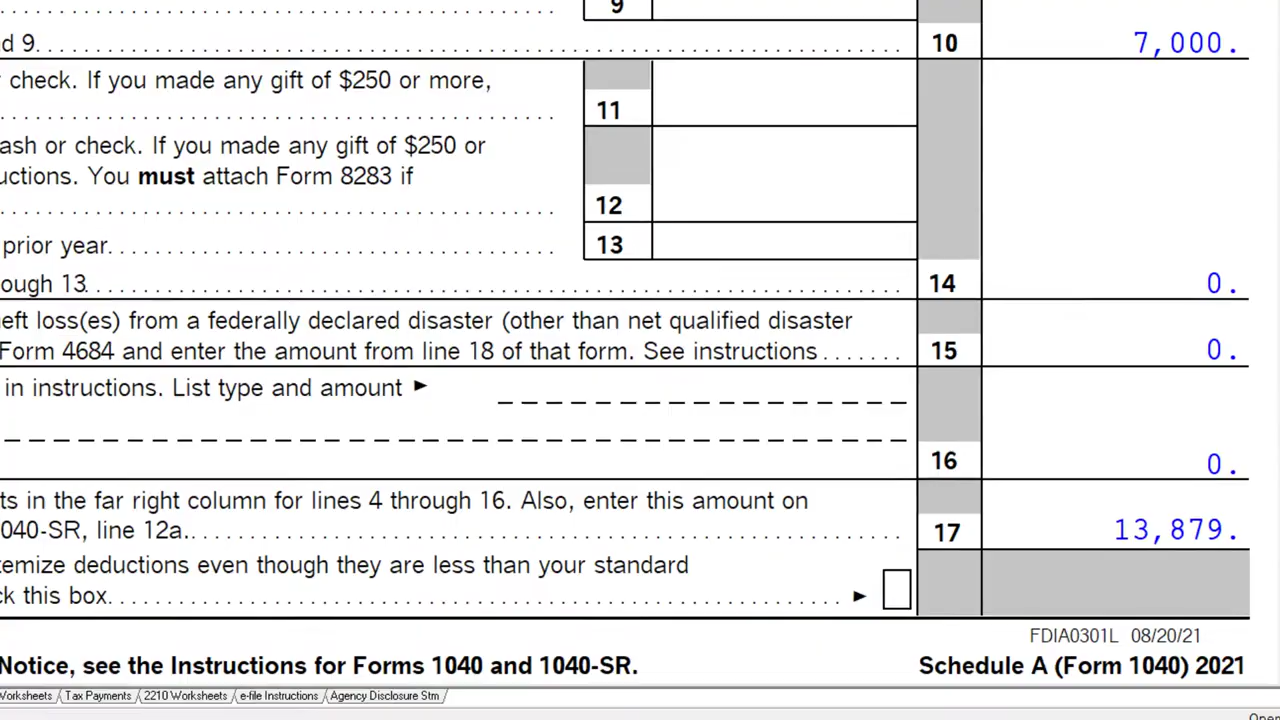 9
d 9. 10 7,000.
check. If you made any gift of $250 or more,
11
ash or check. If you made any gift of $250 or
uctions. You must attach Form 8283 if
12
prior year. 13
ough 13 14 0.
eft loss(es) from a federally declared disaster (other than net qualified disaster
Form 4684 and enter the amount from line 18 of that form. See instructions 15 0.
in instructions. List type and amount ►
16 0.
ts in the far right column for lines 4 through 16. Also, enter this amount on
040-SR, line 12a. 17 13,879.
temize deductions even though they are less than your standard
ck this box. ►
FDIA0301L 08/20/21
Notice, see the Instructions for Forms 1040 and 1040-SR. Schedule A (Form 1040) 2021
Worksheets Tax Payments 2210 Worksheets e-file Instructions Agency Disclosure Stm